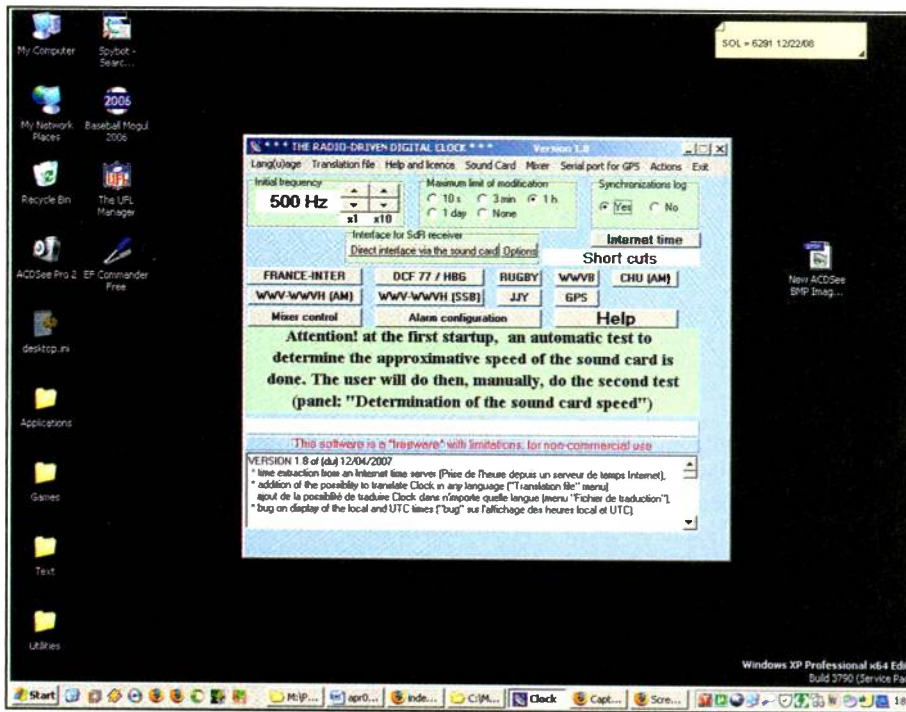 My Computer
Spybot - Searc...
SOL = 6291 12/22/08
My Network Places
2006
Baseball Mogul 2006
Recycle Bin
UFL
The UFL Manager
ACDSee Pro 2
EF Commander Free
desktop.ini
Applications
Games
Text
Utilities
New ACDSee BMP Imag...
* * * THE RADIO-DRIVEN DIGITAL CLOCK * * * Version 1.8
Lang(u)age Translation file Help and licence Sound Card Mixer Serial port for GPS Actions Exit
Initial frequency
500 Hz
x1 x10
Maximum limit of modification
10 s 3 min 1 h
1 day None
Synchronizations log
Yes No
Interface for SdR receiver
Direct interface via the sound card Options
Internet time
Short cuts
FRANCE-INTER DCF 77 / HBG RUGBY WWVB CHU (AM)
WWV-WWVH (AM) WWV-WWVH (SSB) JJY GPS
Mixer control Alarm configuration Help
Attention! at the first startup, an automatic test to
determine the approximative speed of the sound card is
done. The user will do then, manually, do the second test
(panel: "Determination of the sound card speed")
This software is a "freeware" with limitations: for non-commercial use
VERSION 1.8 of (du) 12/04/2007
* time extraction from an Internet time server (Prise de l'heure depuis un serveur de temps Internet),
* addition of the possiblity to translate Clock in any language ("Translation file" menu)
ajout de la possibilité de traduire Clock dans n'importe quelle langue (menu "Fichier de traduction"),
* bug on display of the local and UTC times ("bug" sur l'affichage des heures local et UTC)
Windows XP Professional x64 Edi
Build 3790 (Service Pa
Start M:\P... apr0... inde... C:\M... Clock Capt... Scre... 18